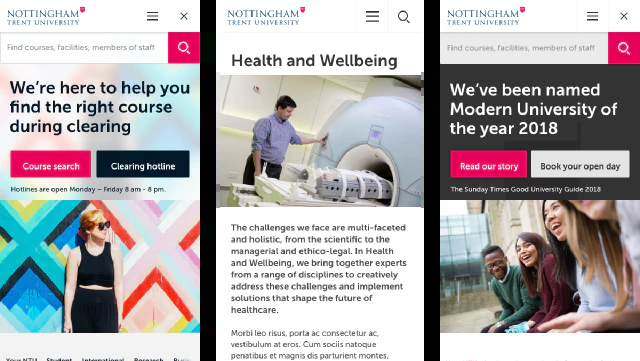 NOTTINGHAM
TRENT UNIVERSITY
Find courses, facilities, members of staff
We're here to help you
find the right course
during clearing
Course search
Clearing hotline
Hotlines are open Monday – Friday 8 am - 8 pm.
Your NTU Student International Research
NOTTINGHAM
TRENT UNIVERSITY
Health and Wellbeing
The challenges we face are multi-faceted
and holistic, from the scientific to the
managerial and ethico-legal. In Health
and Wellbeing, we bring together experts
from a range of disciplines to creatively
address these challenges and implement
solutions that shape the future of
healthcare.
Morbi leo risus, porta ac consectetur ac,
vestibulum at eros. Cum sociis natoque
penatibus et magnis dis parturient montes,
NOTTINGHAM
TRENT UNIVERSITY
Find courses, facilities, members of staff
We've been named
Modern University of
the year 2018
Read our story
Book your open day
The Sunday Times Good University Guide 2018